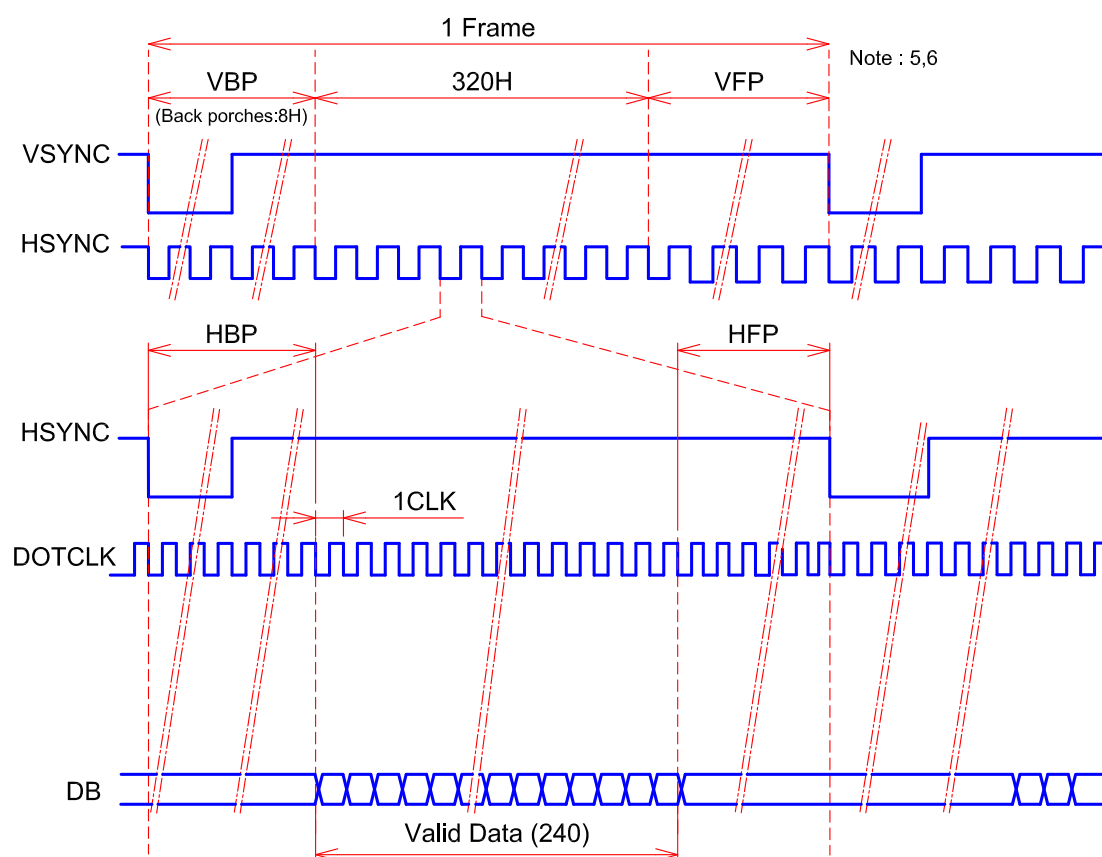 1 Frame
Note : 5,6
VBP
320H
VFP
(Back porches:8H)
VSYNC
HSYNC
HBP
HFP
HSYNC
1CLK
DOTCLK
DB
Valid Data (240)